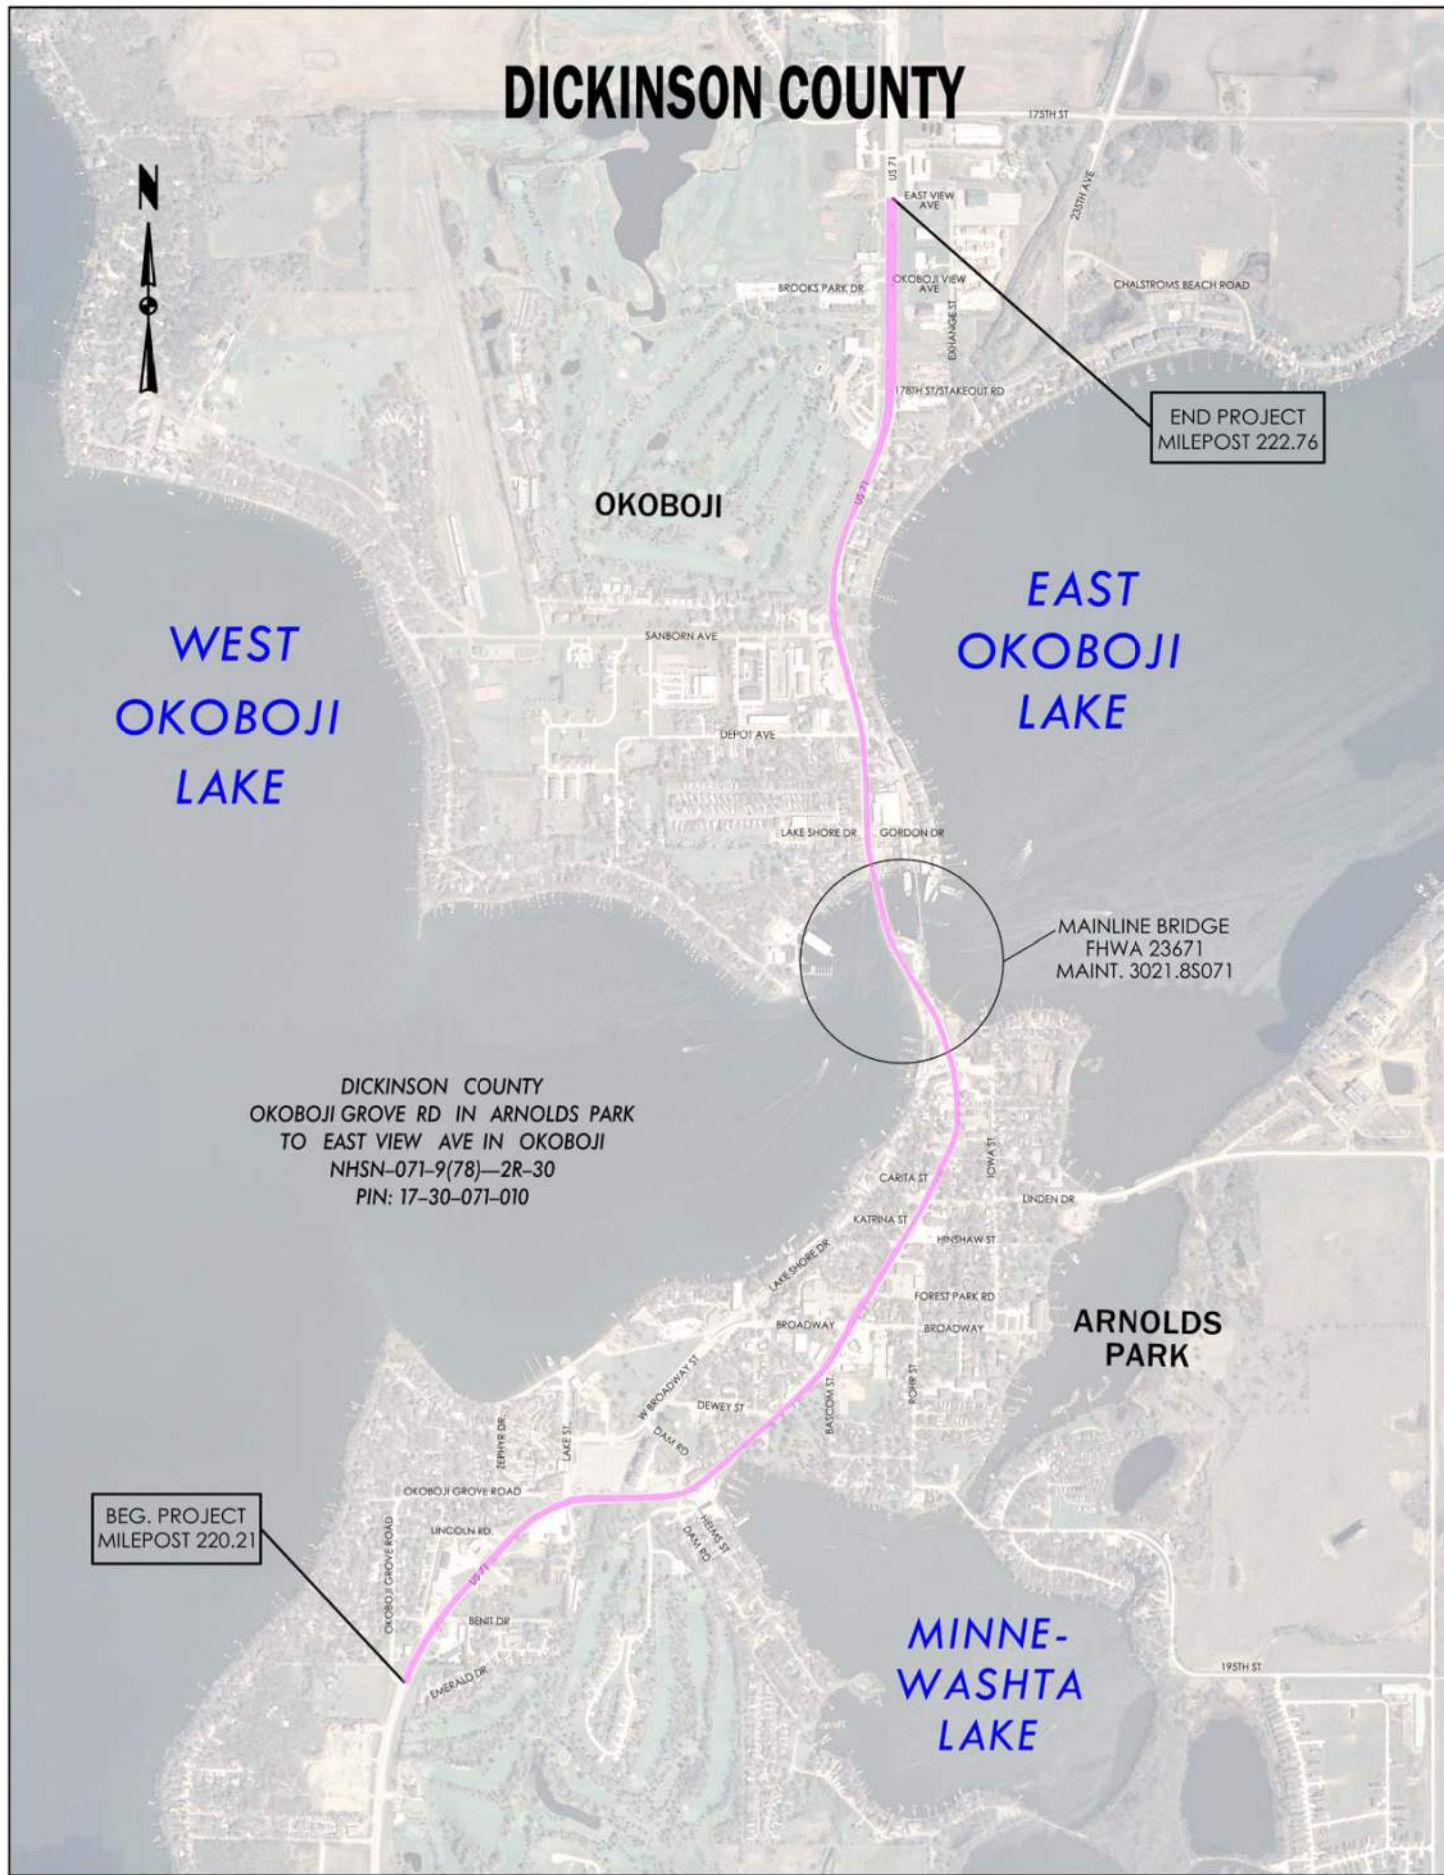 DICKINSON COUNTY
175TH ST
N
US 71
EAST VIEW
AVE
235TH AVE
BROOKS PARK DR
OKOBOJI VIEW
AVE
CHALSTROMS BEACH ROAD
EXHANGE ST
178TH ST/STAKEOUT RD
END PROJECT
MILEPOST 222.76
US 71
OKOBOJI
EAST
OKOBOJI
LAKE
WEST
OKOBOJI
LAKE
SANBORN AVE
DEPOT AVE
LAKE SHORE DR
GORDON DR
MAINLINE BRIDGE
FHWA 23671
MAINT. 3021.8S071
DICKINSON COUNTY
OKOBOJI GROVE RD IN ARNOLDS PARK
TO EAST VIEW AVE IN OKOBOJI
NHSN-071-9(78)—2R-30
PIN: 17-30-071-010
IOWA ST
CARITA ST
LINDEN DR
KATRINA ST
HINSHAW ST
LAKE SHORE DR
FOREST PARK RD
BROADWAY
BROADWAY
ARNOLDS
PARK
W BROADWAY ST
DEWEY ST
BASCOM ST.
ROHR ST
ZEPHYR DR.
LAKE ST.
DAM RD.
OKOBOJI GROVE ROAD
BEG. PROJECT
MILEPOST 220.21
LINCOLN RD.
HELMS ST
DAM RD.
OKOBOJI GROVE ROAD
US 71
BENIT DR
EMERALD DR
MINNE-
WASHTA
LAKE
195TH ST